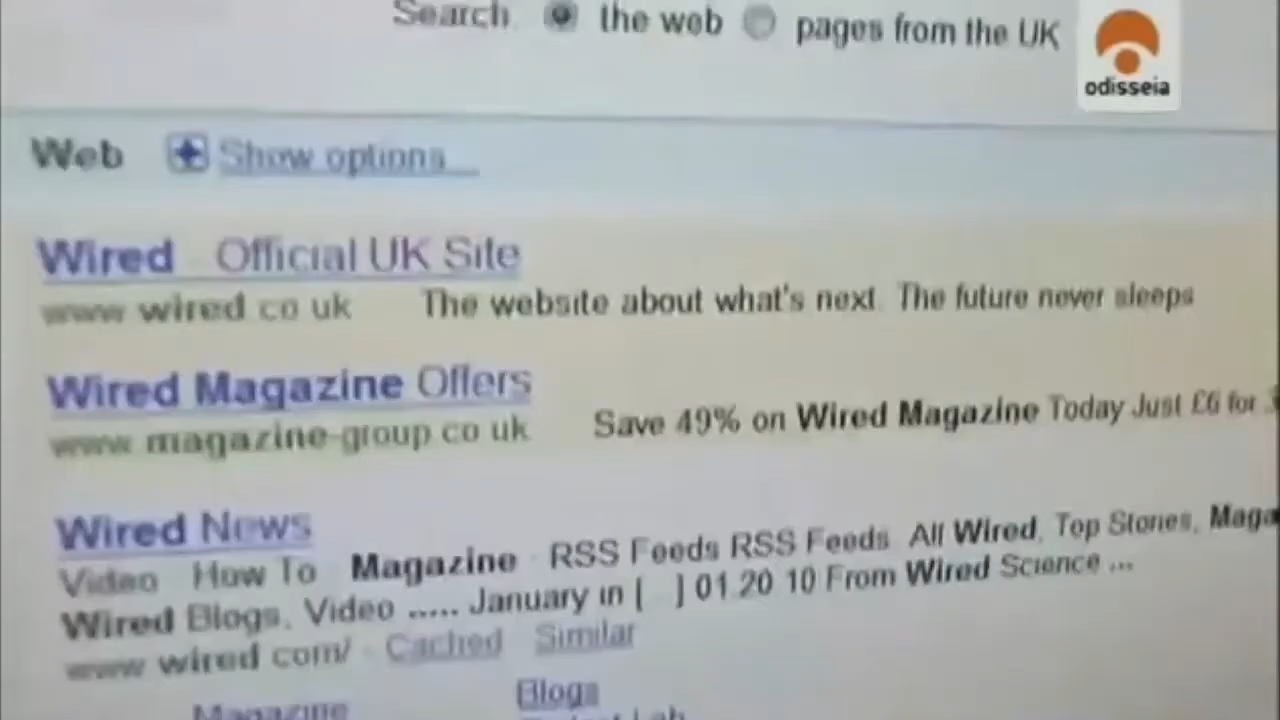 Search the web pages from the UK
odisseia
Web Show options...
Wired - Official UK Site
www.wired.co.uk The website about what's next. The future never sleeps
Wired Magazine Offers
www.magazine-group.co.uk Save 49% on Wired Magazine Today Just £6 for 3
Wired News
Video · How To · Magazine · RSS Feeds RSS Feeds. All Wired, Top Stories, Maga
Wired Blogs, Video ..... January in [...] 01.20.10 From Wired Science ...
www.wired.com/ - Cached - Similar
Magazine Blogs